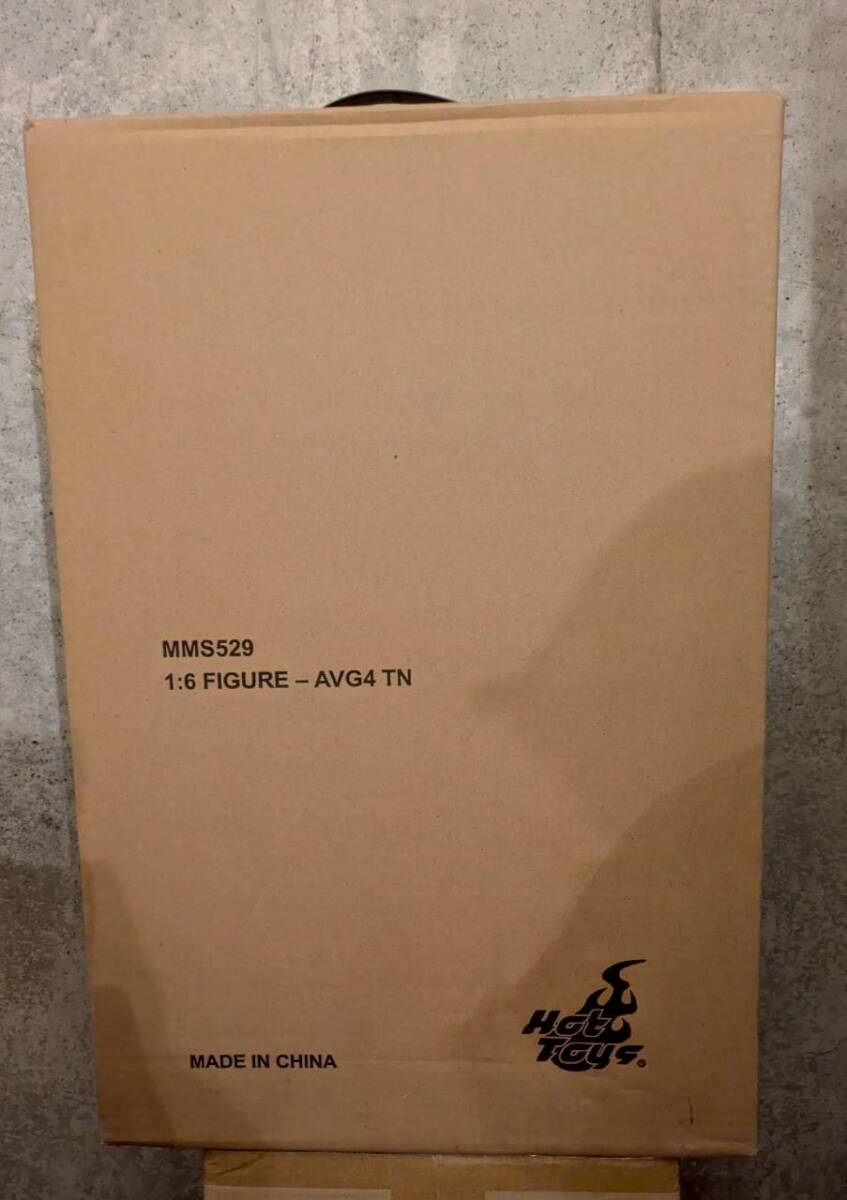 MMS529
1:6 FIGURE – AVG4 TN
MADE IN CHINA
Hot
Toys®